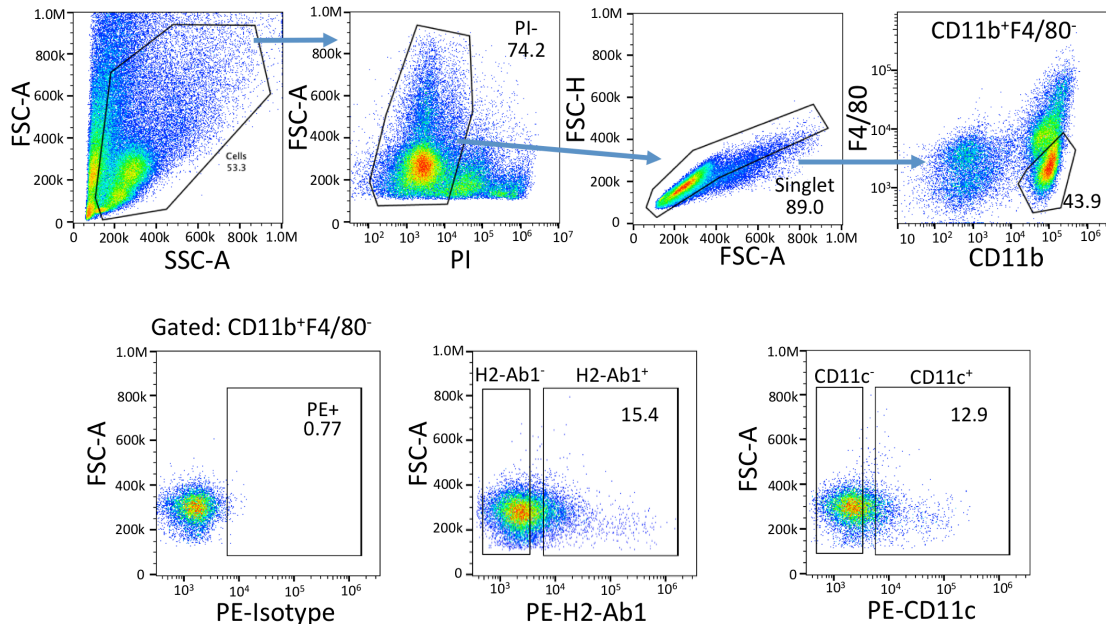 1.0M
800k
600k
400k
200k
0
FSC-A
0 200k 400k 600k 800k 1.0M
SSC-A
Cells
53.3
1.0M
800k
600k
400k
200k
0
FSC-A
10² 10³ 10⁴ 10⁵ 10⁶ 10⁷
PI
PI-
74.2
1.0M
800k
600k
400k
200k
0
FSC-H
0 200k 400k 600k 800k 1.0M
FSC-A
Singlet
89.0
CD11b⁺F4/80⁻
10⁵
10⁴
10³
F4/80
10 10² 10³ 10⁴ 10⁵ 10⁶
CD11b
43.9
Gated: CD11b⁺F4/80⁻
1.0M
800k
600k
400k
200k
0
FSC-A
10³ 10⁴ 10⁵ 10⁶
PE-Isotype
PE+
0.77
1.0M
800k
600k
400k
200k
0
FSC-A
10³ 10⁴ 10⁵ 10⁶
PE-H2-Ab1
H2-Ab1⁻ H2-Ab1⁺
15.4
1.0M
800k
600k
400k
200k
0
FSC-A
10³ 10⁴ 10⁵ 10⁶
PE-CD11c
CD11c⁻ CD11c⁺
12.9